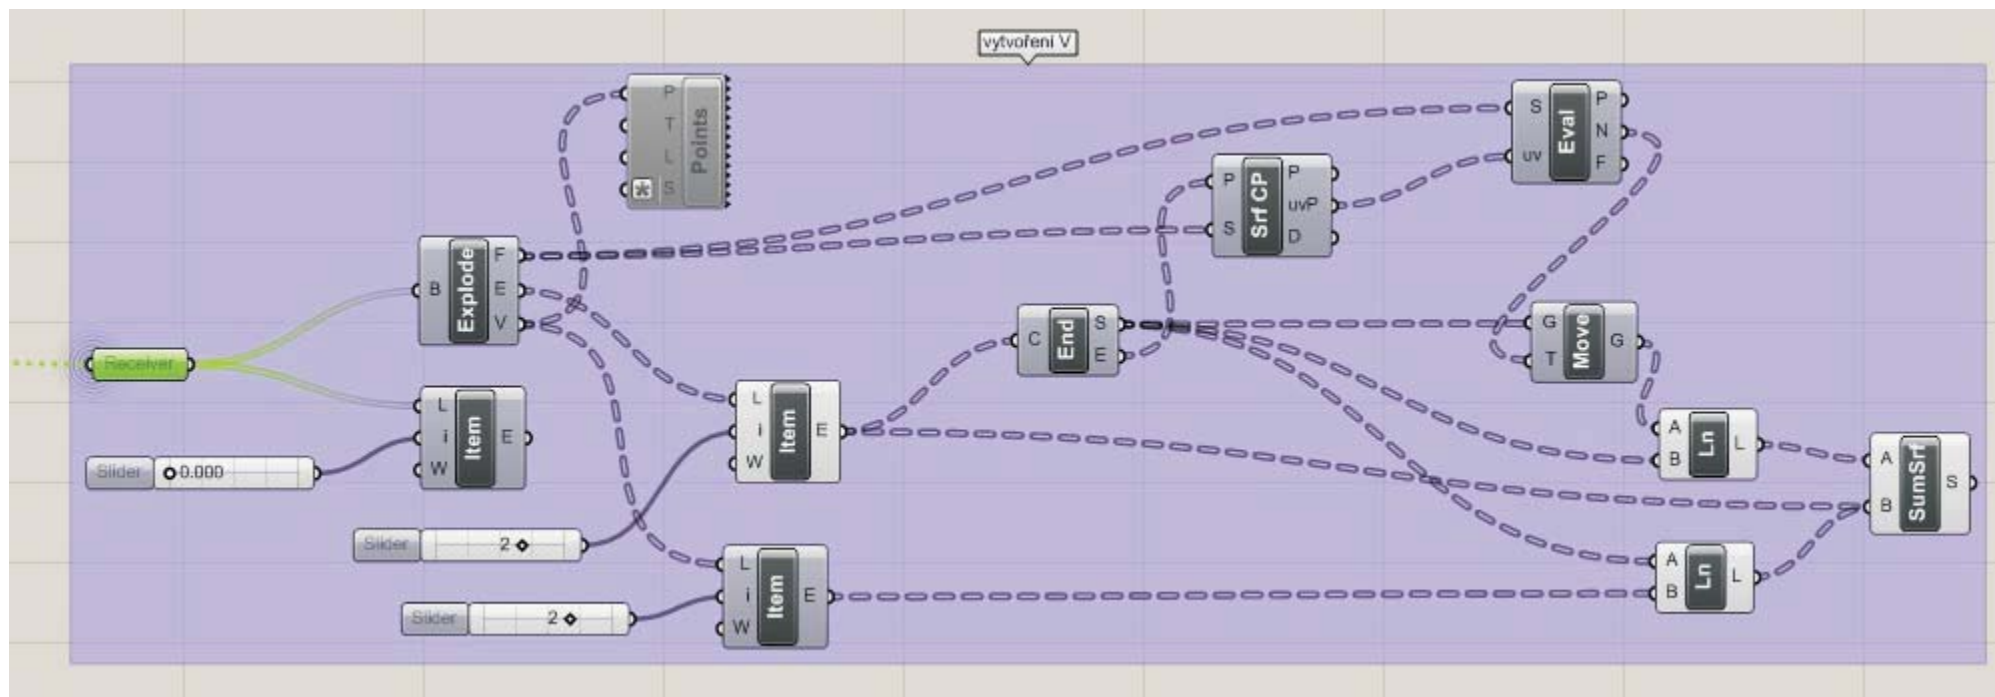 vytvoření V
P
T
L
S
Points
S
uv
Eval
P
N
F
P
S
Srf CP
P
uvP
D
B
Explode
F
E
V
C
End
S
E
G
T
Move
G
Receiver
L
i
W
Item
E
L
i
W
Item
E
A
B
Ln
L
A
B
SumSrf
S
Slider
0.000
Slider
2
L
i
W
Item
E
A
B
Ln
L
Slider
2